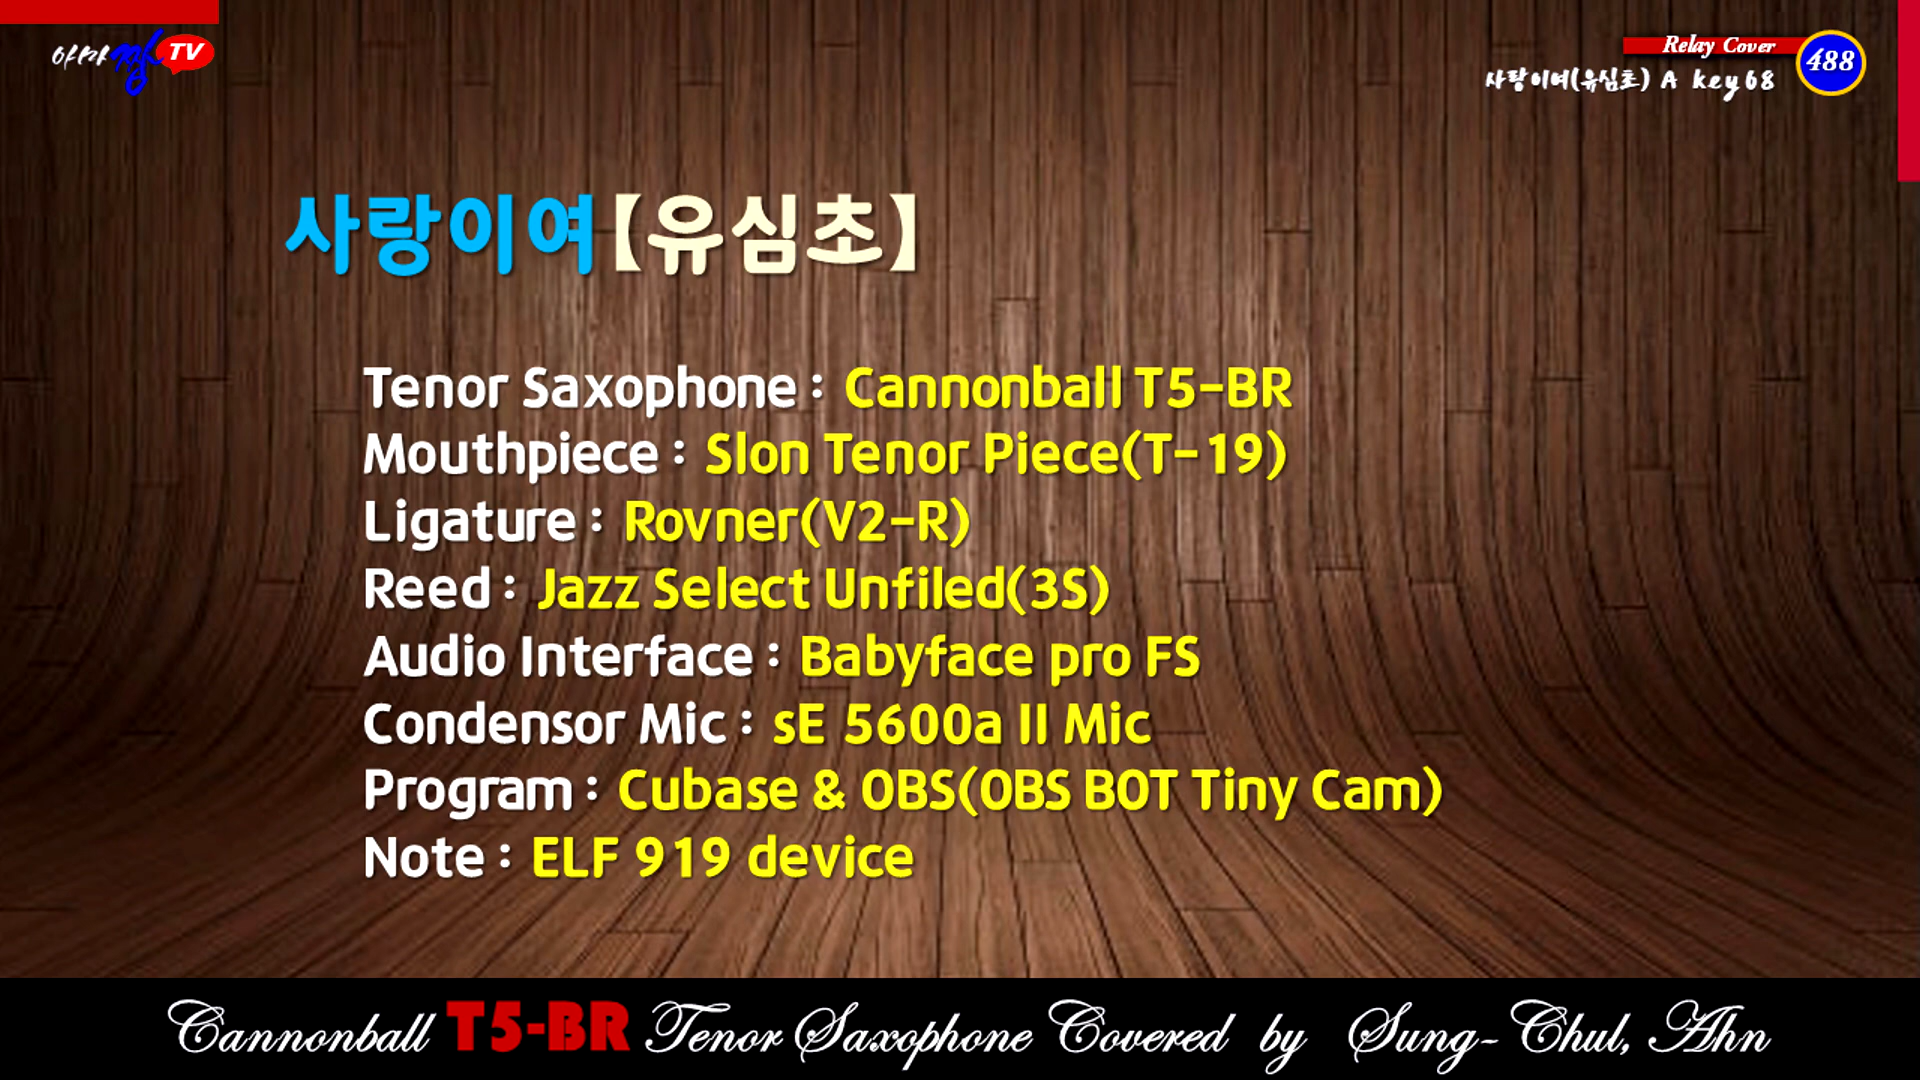 아라짱TV
Relay Cover
488
사랑이여(유심초) A key68
사랑이여【유심초】
Tenor Saxophone : Cannonball T5-BR
Mouthpiece : Slon Tenor Piece(T-19)
Ligature : Rovner(V2-R)
Reed : Jazz Select Unfiled(3S)
Audio Interface : Babyface pro FS
Condensor Mic : sE 5600a II Mic
Program : Cubase & OBS(OBS BOT Tiny Cam)
Note : ELF 919 device
Cannonball T5-BR Tenor Saxophone Covered by Sung-Chul, Ahn